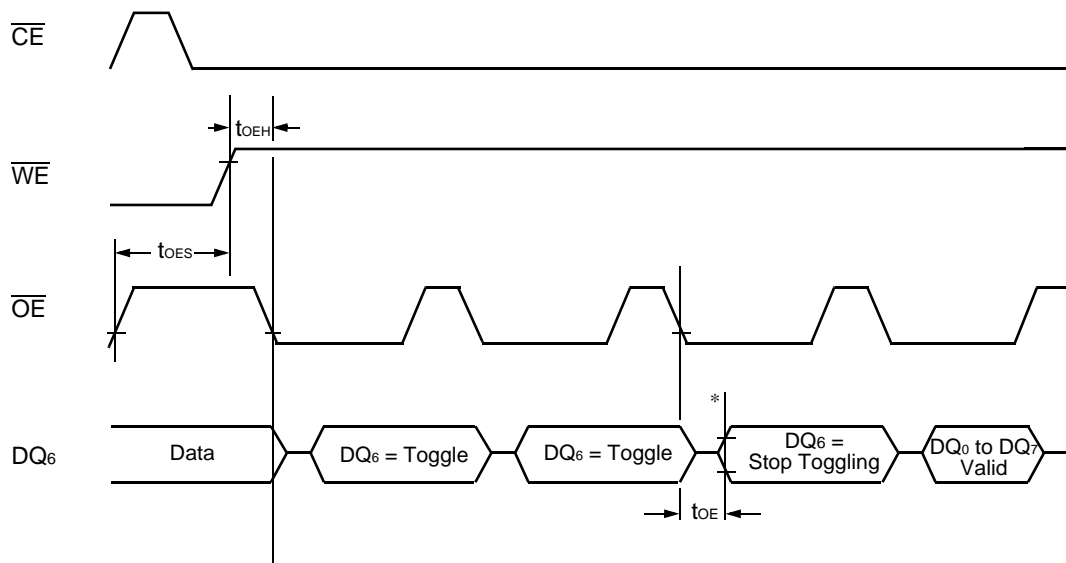 CE
tOEH
WE
tOES
OE
*
DQ6
Data
DQ6 = Toggle
DQ6 = Toggle
DQ6 =
Stop Toggling
DQ0 to DQ7
Valid
tOE